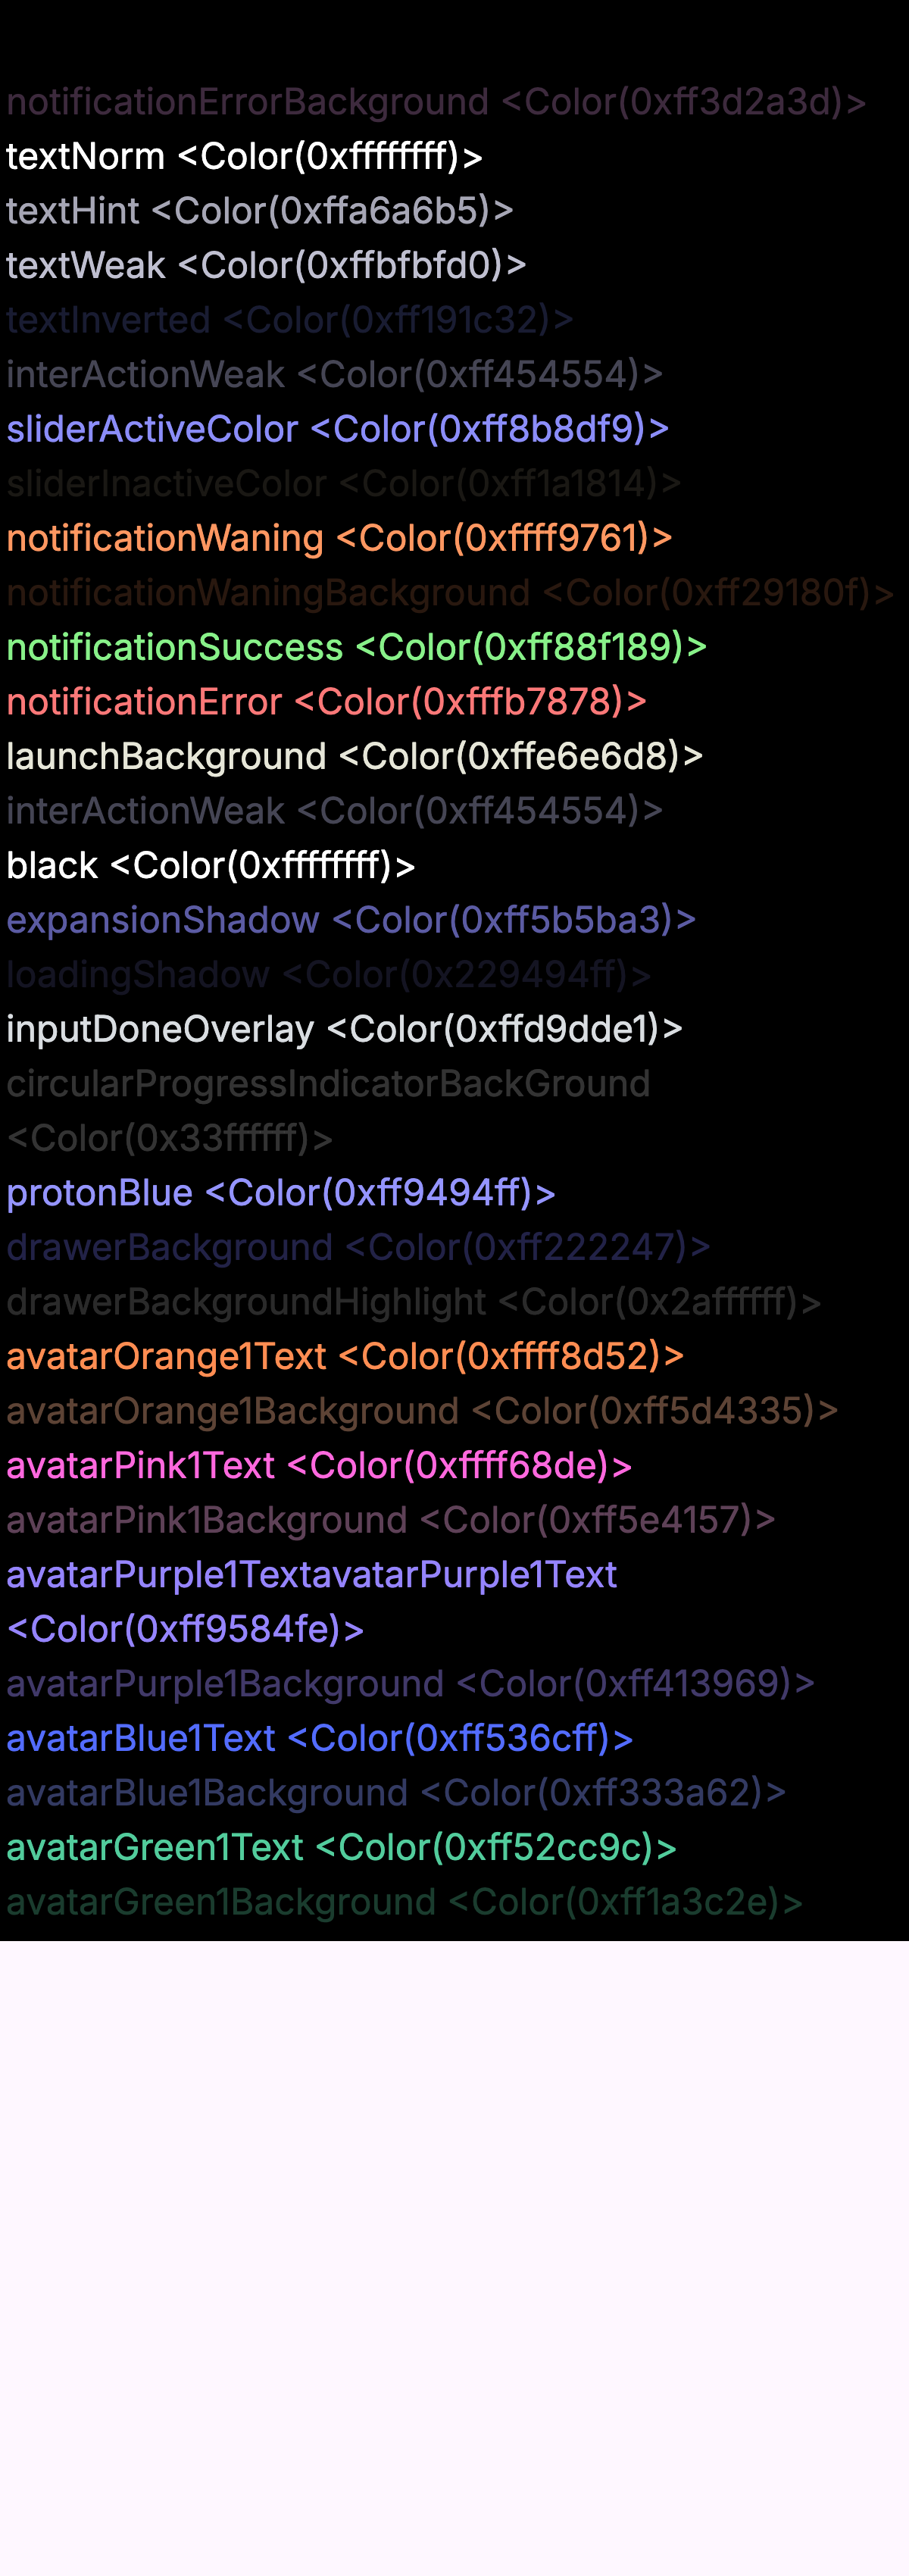 notificationErrorBackground <Color(0xff3d2a3d)>
textNorm <Color(0xffffffff)>
textHint <Color(0xffa6a6b5)>
textWeak <Color(0xffbfbfd0)>
textInverted <Color(0xff191c32)>
interActionWeak <Color(0xff454554)>
sliderActiveColor <Color(0xff8b8df9)>
sliderInactiveColor <Color(0xff1a1814)>
notificationWaning <Color(0xffff9761)>
notificationWaningBackground <Color(0xff29180f)>
notificationSuccess <Color(0xff88f189)>
notificationError <Color(0xfffb7878)>
launchBackground <Color(0xffe6e6d8)>
interActionWeak <Color(0xff454554)>
black <Color(0xffffffff)>
expansionShadow <Color(0xff5b5ba3)>
loadingShadow <Color(0x229494ff)>
inputDoneOverlay <Color(0xffd9dde1)>
circularProgressIndicatorBackGround
<Color(0x33ffffff)>
protonBlue <Color(0xff9494ff)>
drawerBackground <Color(0xff222247)>
drawerBackgroundHighlight <Color(0x2affffff)>
avatarOrange1Text <Color(0xffff8d52)>
avatarOrange1Background <Color(0xff5d4335)>
avatarPink1Text <Color(0xffff68de)>
avatarPink1Background <Color(0xff5e4157)>
avatarPurple1TextavatarPurple1Text
<Color(0xff9584fe)>
avatarPurple1Background <Color(0xff413969)>
avatarBlue1Text <Color(0xff536cff)>
avatarBlue1Background <Color(0xff333a62)>
avatarGreen1Text <Color(0xff52cc9c)>
avatarGreen1Background <Color(0xff1a3c2e)>